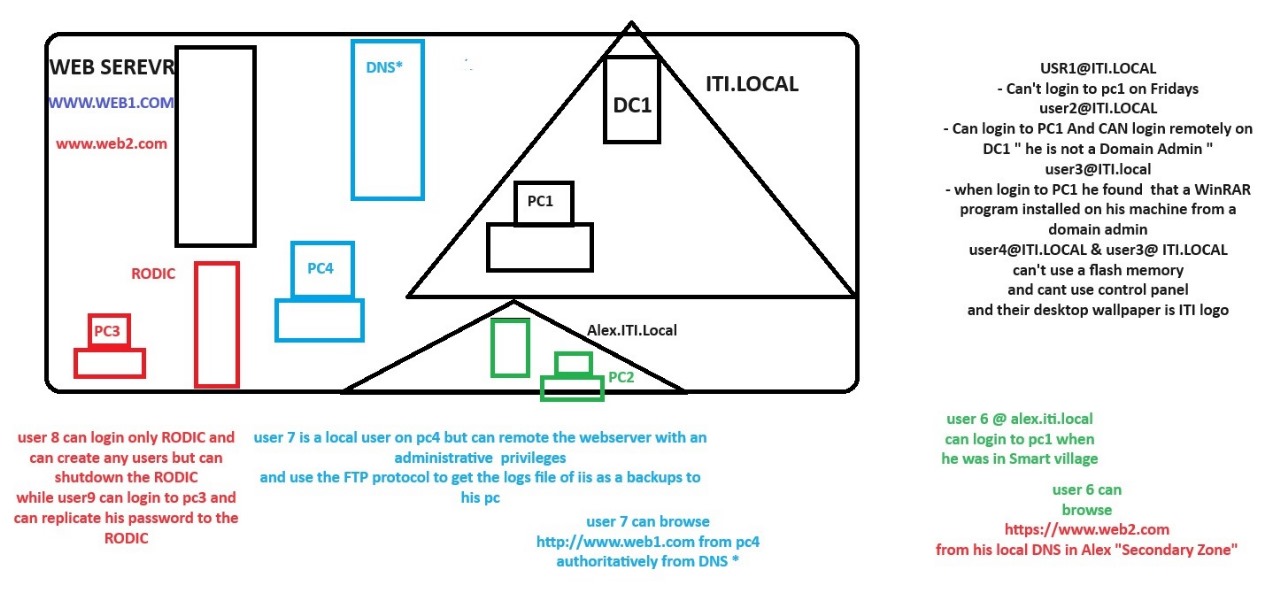 WEB SEREVR
WWW.WEB1.COM
www.web2.com
DNS*
DC1
ITI.LOCAL
PC1
PC4
RODIC
PC3
Alex.ITI.Local
PC2
USR1@ITI.LOCAL
- Can't login to pc1 on Fridays
user2@ITI.LOCAL
- Can login to PC1 And CAN login remotely on
DC1 " he is not a Domain Admin "
user3@ITI.local
- when login to PC1 he found that a WinRAR
program installed on his machine from a
domain admin
user4@ITI.LOCAL & user3@ ITI.LOCAL
can't use a flash memory
and cant use control panel
and their desktop wallpaper is ITI logo
user 8 can login only RODIC and
can create any users but can
shutdown the RODIC
while user9 can login to pc3 and
can replicate his password to the
RODIC
user 7 is a local user on pc4 but can remote the webserver with an
administrative privileges
and use the FTP protocol to get the logs file of iis as a backups to
his pc
user 7 can browse
http://www.web1.com from pc4
authoritatively from DNS *
user 6 @ alex.iti.local
can login to pc1 when
he was in Smart village
user 6 can
browse
https://www.web2.com
from his local DNS in Alex "Secondary Zone"